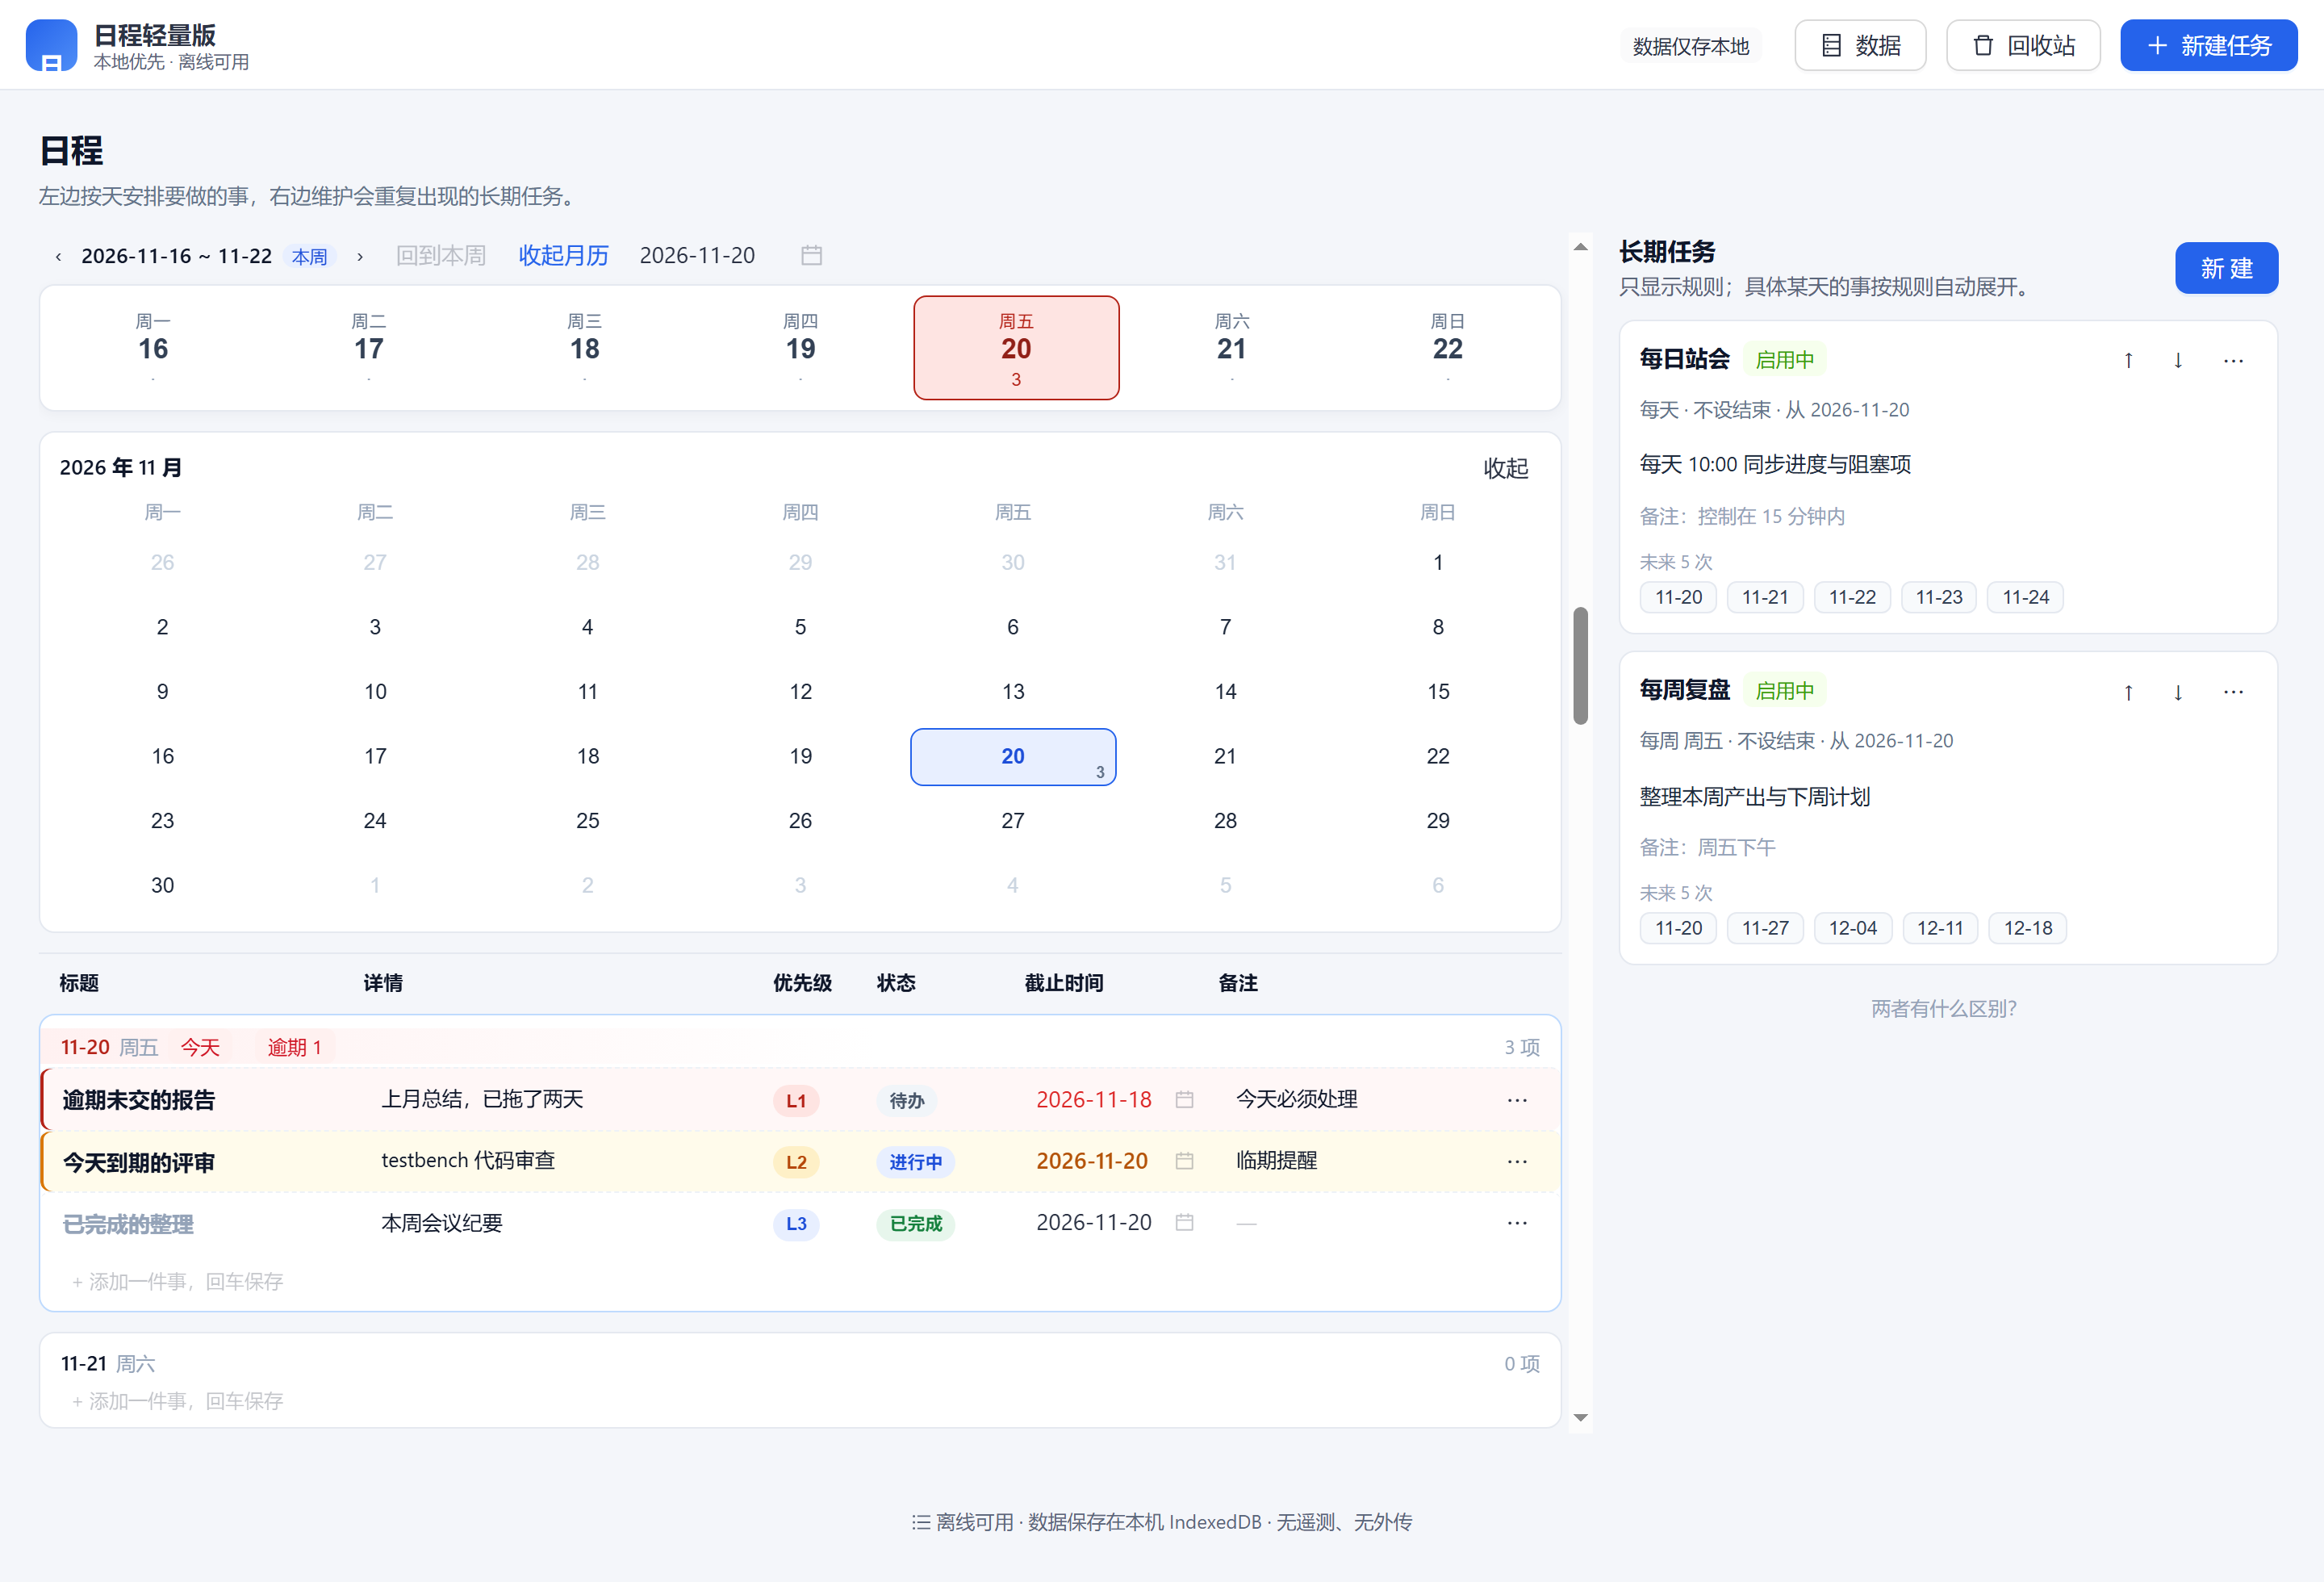 日
日程轻量版
本地优先 · 离线可用
数据仅存本地
数据
回收站
新建任务
日程
左边按天安排要做的事，右边维护会重复出现的长期任务。
‹ 2026-11-16 ~ 11-22 本周 › 回到本周 收起月历 2026-11-20
周一 周二 周三 周四 周五 周六 周日
16 17 18 19 20 21 22
· · · · 3 · ·
2026 年 11 月 收起
周一 周二 周三 周四 周五 周六 周日
26 27 28 29 30 31 1
2 3 4 5 6 7 8
9 10 11 12 13 14 15
16 17 18 19 20 3 21 22
23 24 25 26 27 28 29
30 1 2 3 4 5 6
标题 详情 优先级 状态 截止时间 备注
11-20 周五 今天 逾期 1 3 项
逾期未交的报告 上月总结，已拖了两天 L1 待办 2026-11-18 今天必须处理 ···
今天到期的评审 testbench 代码审查 L2 进行中 2026-11-20 临期提醒 ···
已完成的整理 本周会议纪要 L3 已完成 2026-11-20 — ···
+ 添加一件事，回车保存
11-21 周六 0 项
+ 添加一件事，回车保存
长期任务
只显示规则；具体某天的事按规则自动展开。
新 建
每日站会 启用中 ↑ ↓ ···
每天 · 不设结束 · 从 2026-11-20
每天 10:00 同步进度与阻塞项
备注：控制在 15 分钟内
未来 5 次
11-20 11-21 11-22 11-23 11-24
每周复盘 启用中 ↑ ↓ ···
每周 周五 · 不设结束 · 从 2026-11-20
整理本周产出与下周计划
备注：周五下午
未来 5 次
11-20 11-27 12-04 12-11 12-18
两者有什么区别？
离线可用 · 数据保存在本机 IndexedDB · 无遥测、无外传